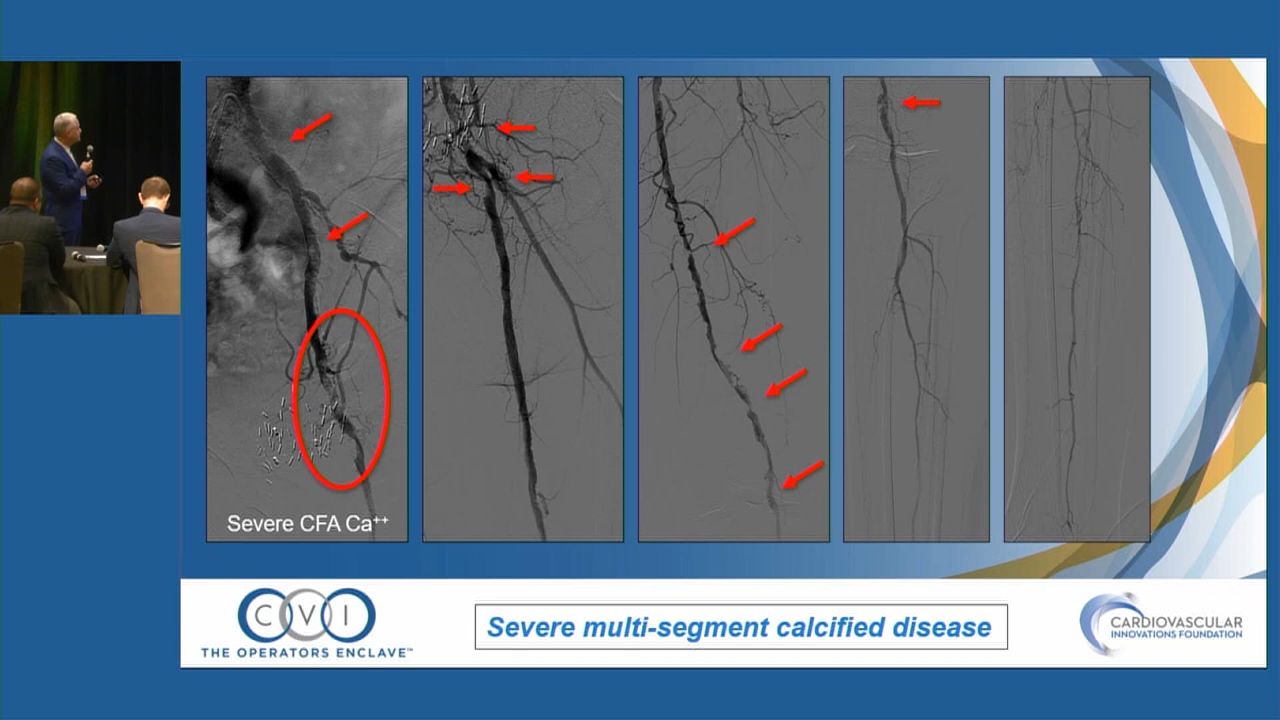 Severe CFA Ca++
CVI
THE OPERATORS ENCLAVE™
Severe multi-segment calcified disease
CARDIOVASCULAR
INNOVATIONS FOUNDATION